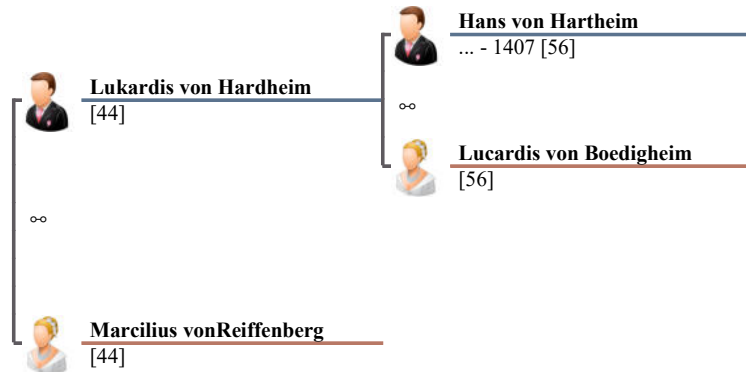 Hans von Hartheim
... - 1407 [56]
Lukardis von Hardheim
[44]
Lucardis von Boedigheim
[56]
Marcilius vonReiffenberg
[44]